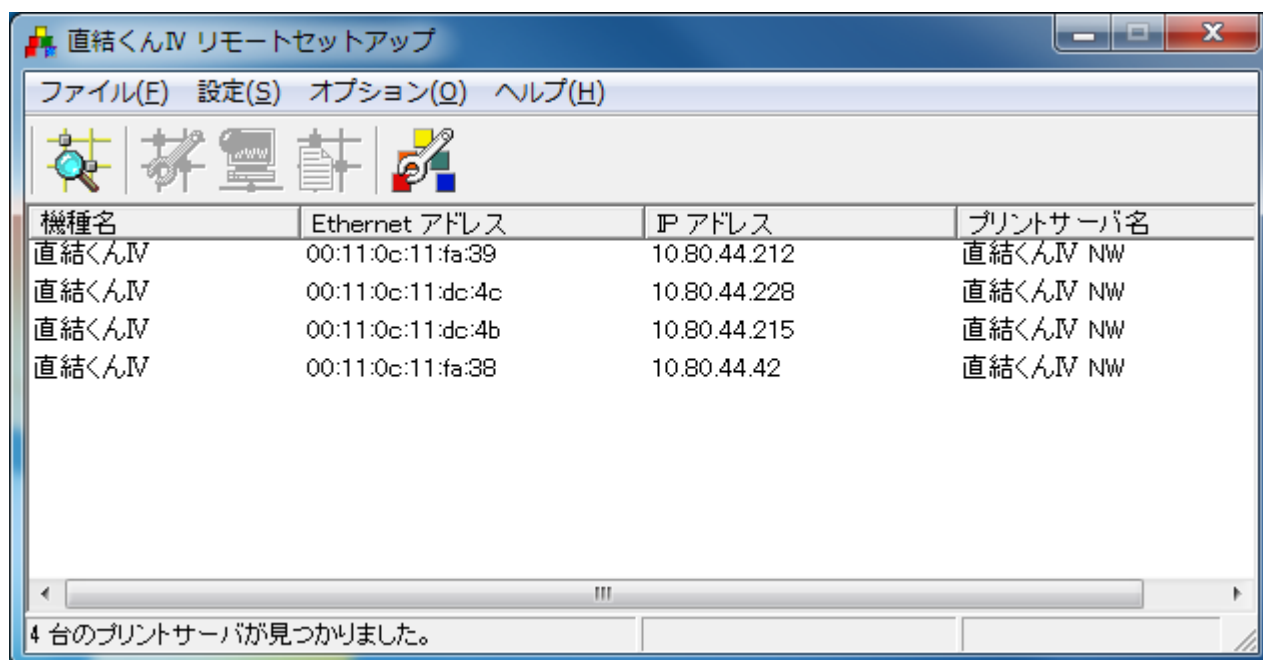 直結くんⅣ リモートセットアップ
ファイル(F) 設定(S) オプション(O) ヘルプ(H)
機種名 Ethernet アドレス IP アドレス プリントサーバ名
直結くんⅣ 00:11:0c:11:fa:39 10.80.44.212 直結くんⅣ NW
直結くんⅣ 00:11:0c:11:dc:4c 10.80.44.228 直結くんⅣ NW
直結くんⅣ 00:11:0c:11:dc:4b 10.80.44.215 直結くんⅣ NW
直結くんⅣ 00:11:0c:11:fa:38 10.80.44.42 直結くんⅣ NW
4 台のプリントサーバが見つかりました。